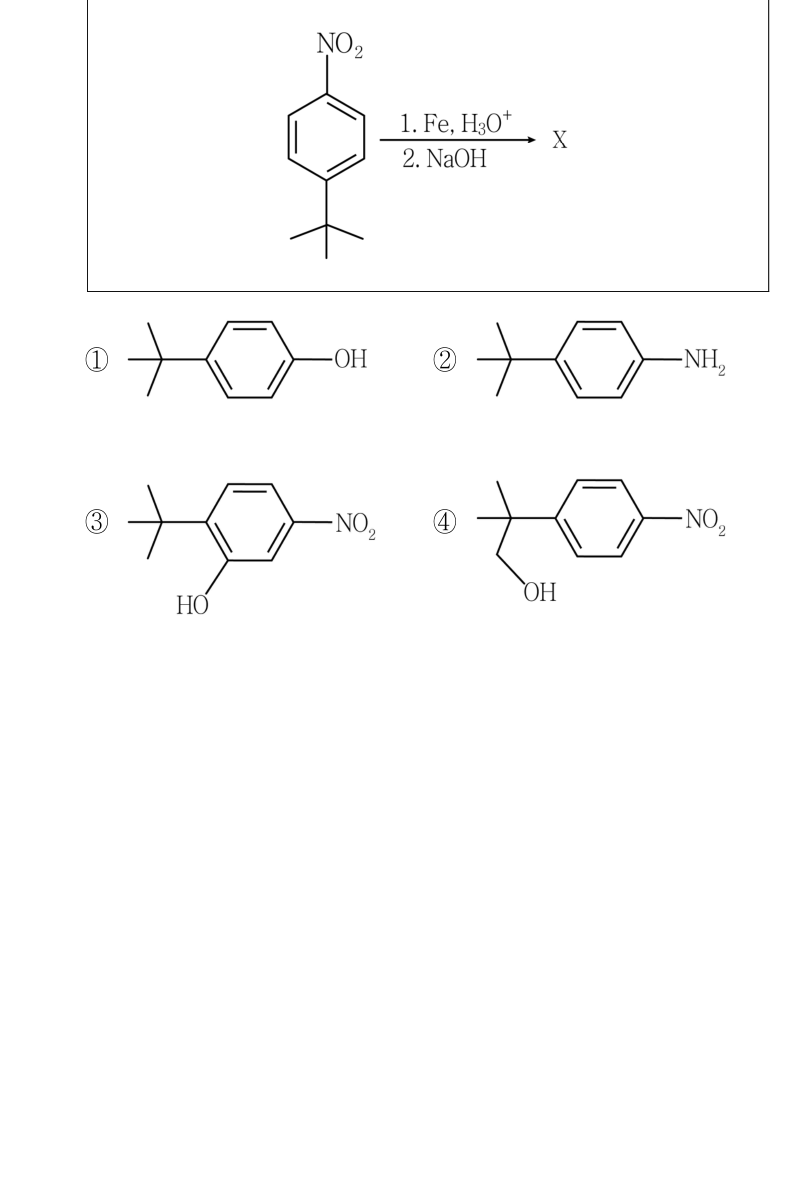 NO₂
1. Fe, H₃O⁺
2. NaOH
X
① OH
② NH₂
③ NO₂
HO
④ NO₂
OH